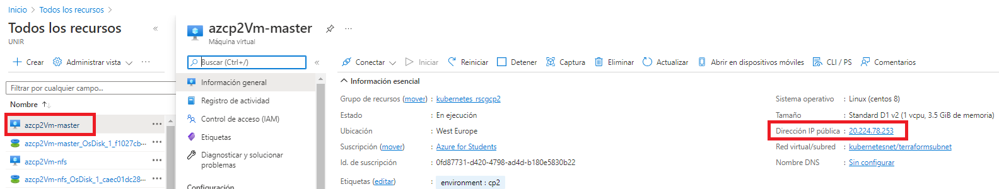 Inicio > Todos los recursos >
Todos los recursos «
UNIR
+ Crear Administrar vista ···
Filtrar por cualquier campo...
Nombre ↑↓
azcp2Vm-master ···
azcp2Vm-master_OsDisk_1_f1027cb··· ···
azcp2Vm-nfs ···
azcp2Vm-nfs_OsDisk_1_caec01dc28··· ···
azcp2Vm-master ···
Máquina virtual
Buscar (Ctrl+/) «
Información general
Registro de actividad
Control de acceso (IAM)
Etiquetas
Diagnosticar y solucionar
problemas
Configuración
Conectar Iniciar Reiniciar Detener Captura Eliminar Actualizar Abrir en dispositivos móviles CLI / PS Comentarios
Información esencial
Grupo de recursos (mover) : kubernetes_rscgcp2
Estado : En ejecución
Ubicación : West Europe
Suscripción (mover) : Azure for Students
Id. de suscripción : 0fd87731-d420-4798-ad4d-b180e5830b22
Etiquetas (editar) : environment : cp2
Sistema operativo : Linux (centos 8)
Tamaño : Standard D1 v2 (1 vcpu, 3.5 GiB de memoria)
Dirección IP pública : 20.224.78.253
Red virtual/subred : kubernetesnet/terraformsubnet
Nombre DNS : Sin configurar